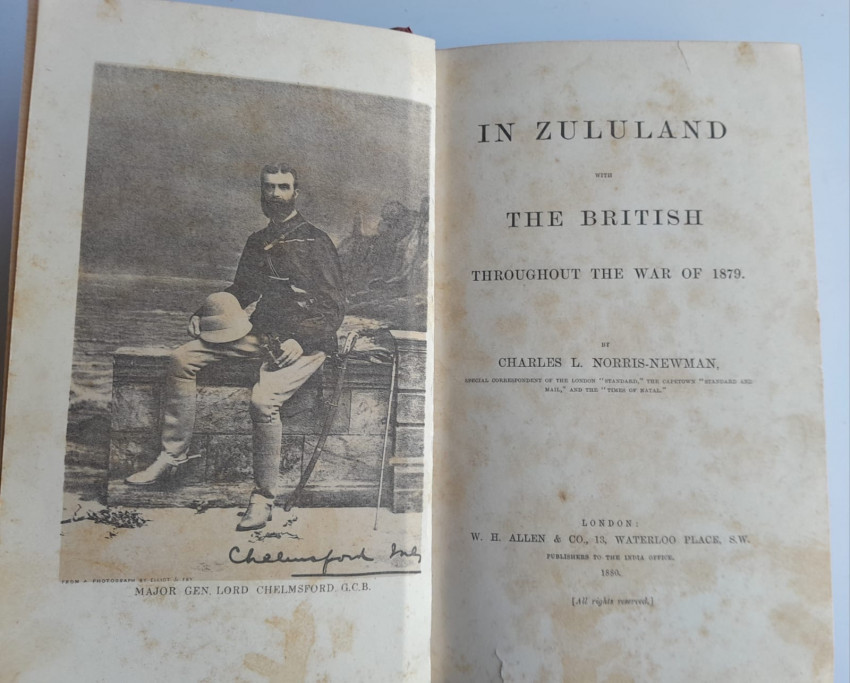 FROM A PHOTOGRAPH BY ELLIOT & FRY
Chelmsford
MAJOR GEN. LORD CHELMSFORD. G.C.B.
IN ZULULAND
WITH
THE BRITISH
THROUGHOUT THE WAR OF 1879.
BY
CHARLES L. NORRIS-NEWMAN,
SPECIAL CORRESPONDENT OF THE LONDON "STANDARD," THE CAPETOWN "STANDARD AND
MAIL," AND THE "TIMES OF NATAL."
LONDON:
W. H. ALLEN & CO., 13, WATERLOO PLACE, S.W.
PUBLISHERS TO THE INDIA OFFICE.
1880.
[All rights reserved.]